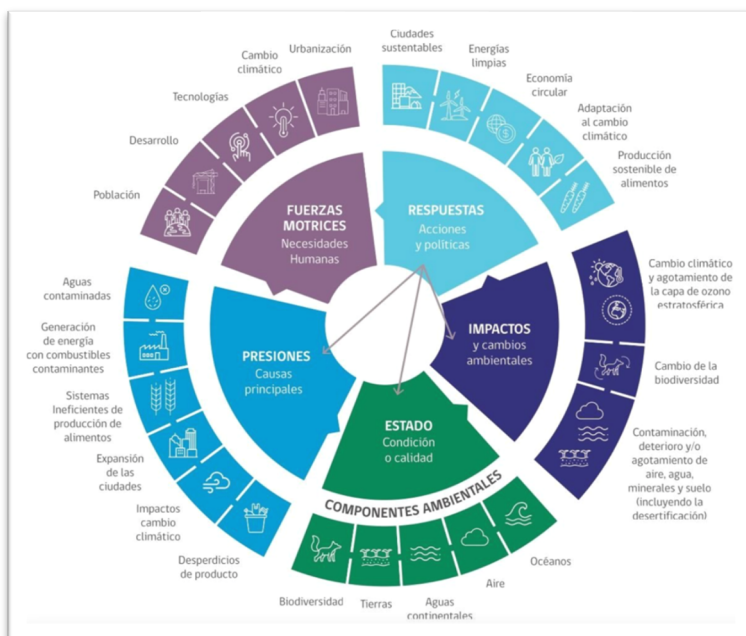 Urbanización
Cambio
climático
Tecnologías
Desarrollo
Población
FUERZAS
MOTRICES
Necesidades
Humanas
Ciudades
sustentables
Energías
limpias
Economía
circular
Adaptación
al cambio
climático
Producción
sostenible de
alimentos
RESPUESTAS
Acciones
y políticas
Cambio climático
y agotamiento de
la capa de ozono
estratosférica
Cambio de la
biodiversidad
Contaminación,
deterioro y/o
agotamiento de
aire, agua,
minerales y suelo
(incluyendo la
desertificación)
IMPACTOS
y cambios
ambientales
ESTADO
Condición
o calidad
COMPONENTES AMBIENTALES
Biodiversidad
Tierras
Aguas
continentales
Aire
Océanos
PRESIONES
Causas
principales
Aguas
contaminadas
Generación
de energía
con combustibles
contaminantes
Sistemas
Ineficientes de
producción de
alimentos
Expansión
de las
ciudades
Impactos
cambio
climático
Desperdicios
de producto